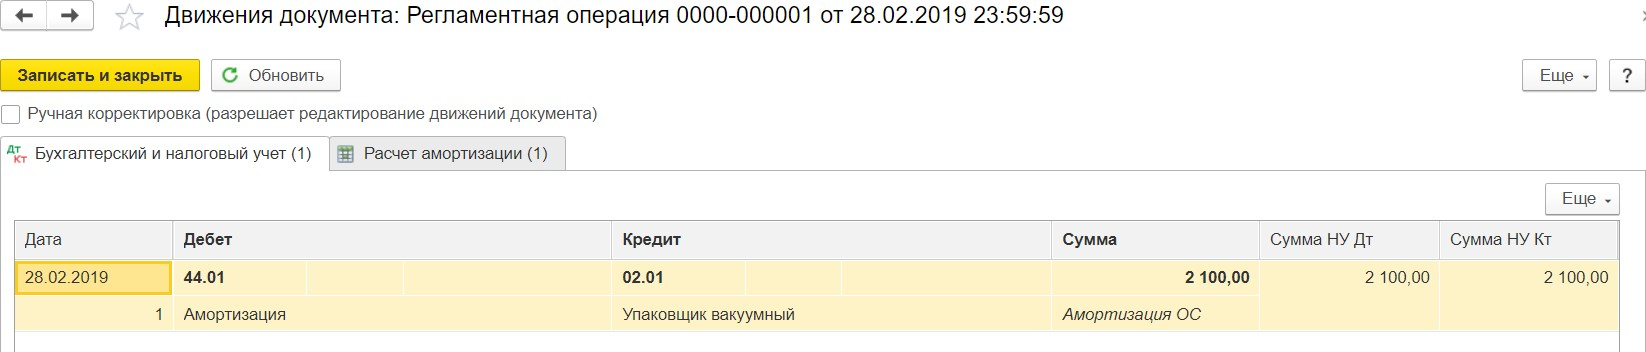 Движения документа: Регламентная операция 0000-000001 от 28.02.2019 23:59:59
Записать и закрыть Обновить Еще ?
Ручная корректировка (разрешает редактирование движений документа)
Дт Кт Бухгалтерский и налоговый учет (1) Расчет амортизации (1)
Еще
Дата Дебет Кредит Сумма Сумма НУ Дт Сумма НУ Кт
28.02.2019 44.01 02.01 2 100,00 2 100,00 2 100,00
1 Амортизация Упаковщик вакуумный Амортизация ОС